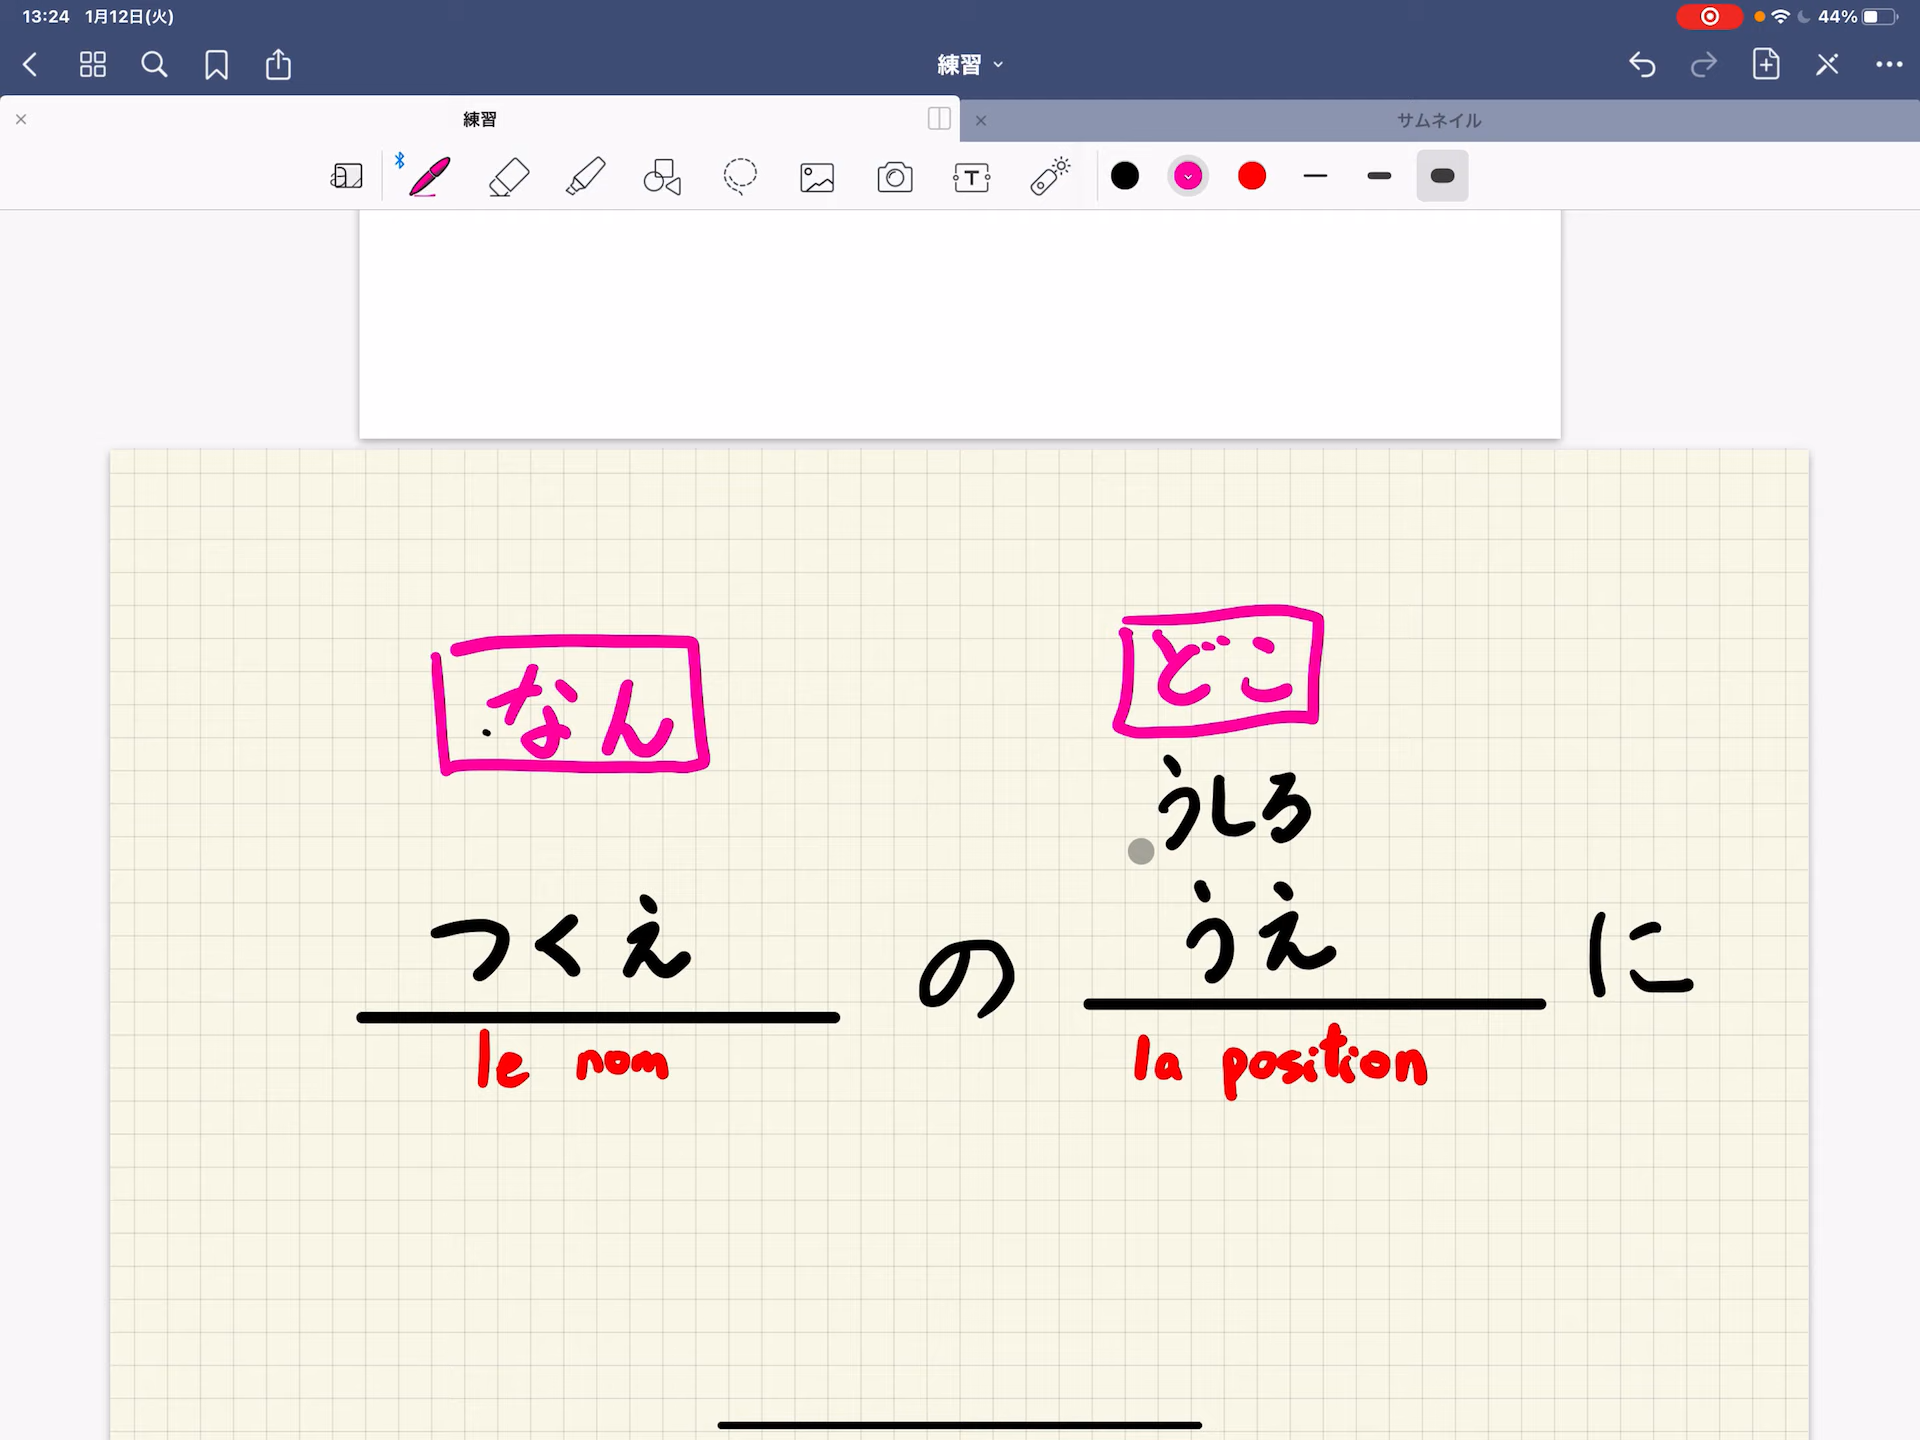 13:24 1月12日(火) 44%
練習
練習 サムネイル
なん どこ
うしろ
つくえ の うえ に
le nom la position